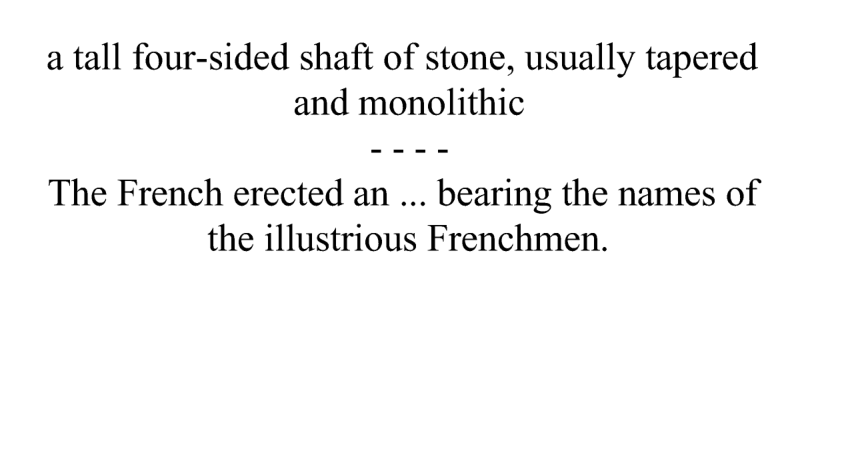 a tall four-sided shaft of stone, usually tapered
and monolithic
- - - -
The French erected an ... bearing the names of
the illustrious Frenchmen.